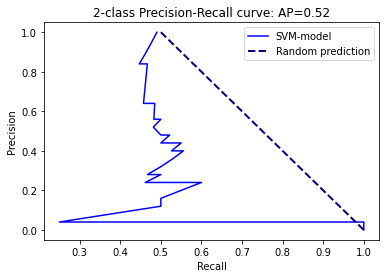 2-class Precision-Recall curve: AP=0.52
SVM-model
Random prediction
Precision
1.0
0.8
0.6
0.4
0.2
0.0
0.3 0.4 0.5 0.6 0.7 0.8 0.9 1.0
Recall